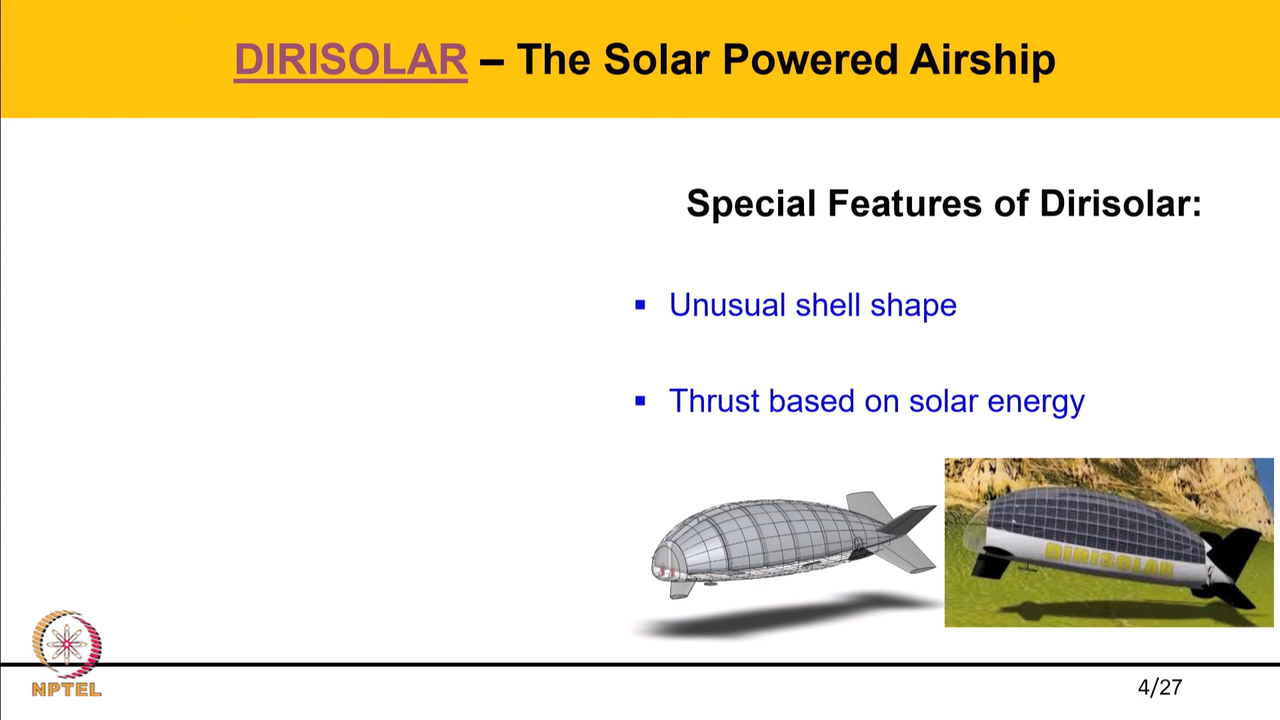 DIRISOLAR – The Solar Powered Airship
Special Features of Dirisolar:
▪ Unusual shell shape
▪ Thrust based on solar energy
DIRISOLAR
NPTEL
4/27